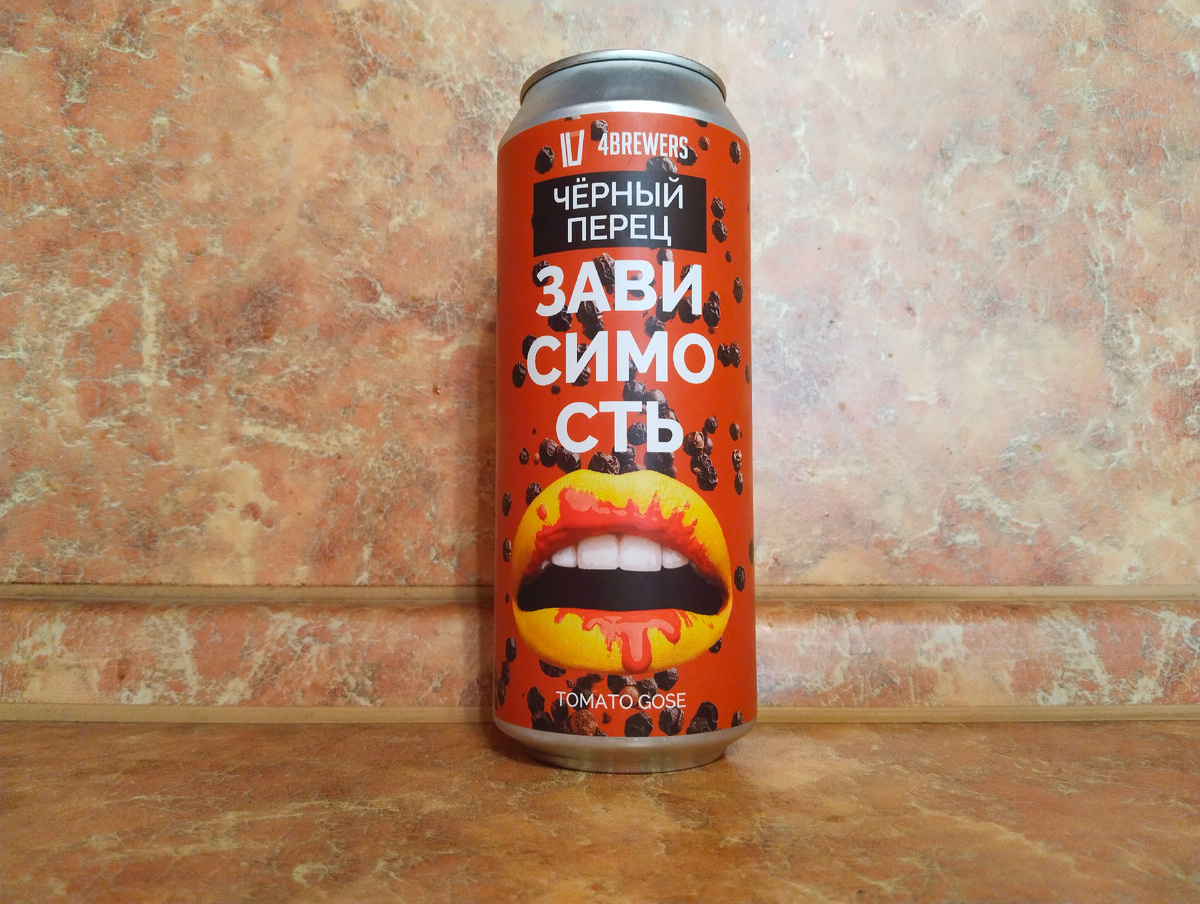 4BREWERS
ЧЁРНЫЙ
ПЕРЕЦ
ЗАВИ
СИМО
СТЬ
TOMATO GOSE